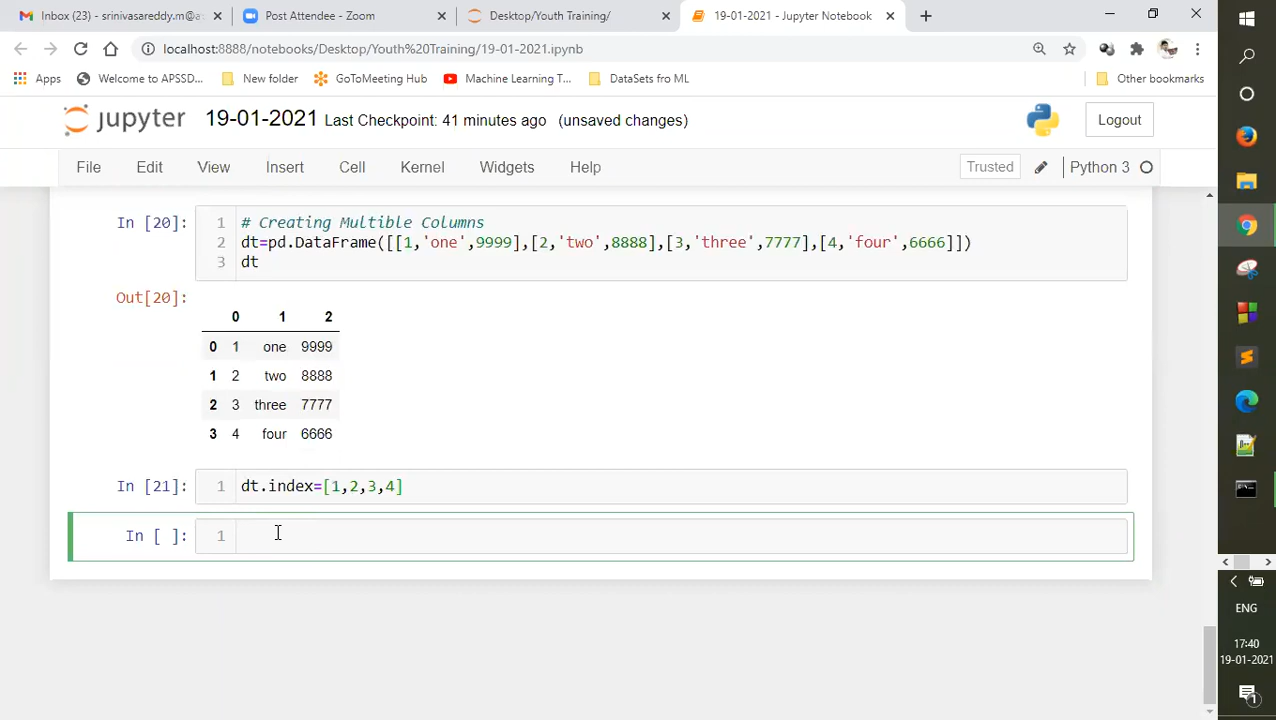 Inbox (23) - srinivasareddy.m@a
Post Attendee - Zoom
Desktop/Youth Training/
19-01-2021 - Jupyter Notebook
localhost:8888/notebooks/Desktop/Youth%20Training/19-01-2021.ipynb
Apps
Welcome to APSSD...
New folder
GoToMeeting Hub
Machine Learning T...
DataSets fro ML
Other bookmarks
jupyter 19-01-2021 Last Checkpoint: 41 minutes ago (unsaved changes)
Logout
File Edit View Insert Cell Kernel Widgets Help
Trusted
Python 3
In [20]:
1 # Creating Multible Columns
2 dt=pd.DataFrame([[1,'one',9999],[2,'two',8888],[3,'three',7777],[4,'four',6666]])
3 dt
Out[20]:
0 1 2
0 1 one 9999
1 2 two 8888
2 3 three 7777
3 4 four 6666
In [21]:
1 dt.index=[1,2,3,4]
In [ ]:
1
ENG
17:40
19-01-2021
1